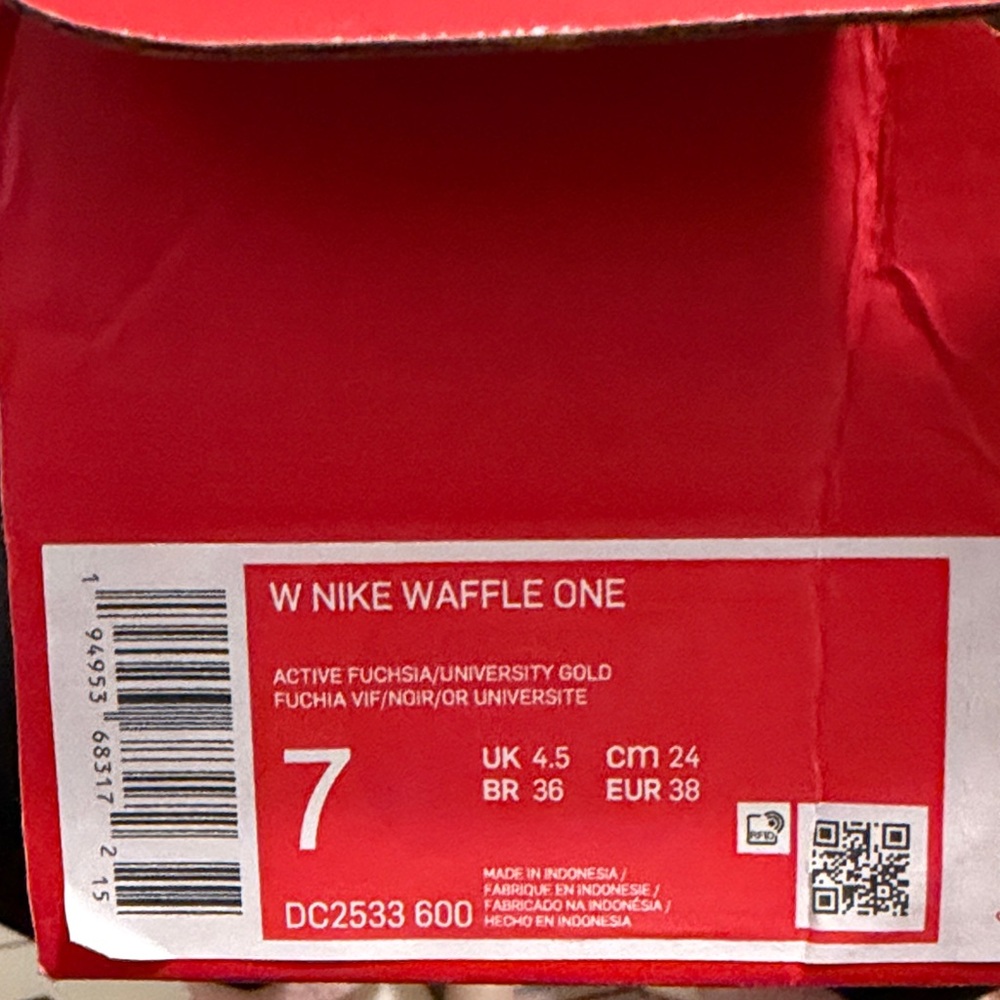 W NIKE WAFFLE ONE
ACTIVE FUCHSIA/UNIVERSITY GOLD
FUCHIA VIF/NOIR/OR UNIVERSITE
7
UK 4.5 cm 24
BR 36 EUR 38
MADE IN INDONESIA /
FABRIQUE EN INDONESIE /
FABRICADO NA INDONÉSIA /
HECHO EN INDONESIA
DC2533 600
RFID
1 94953 68317 2 15